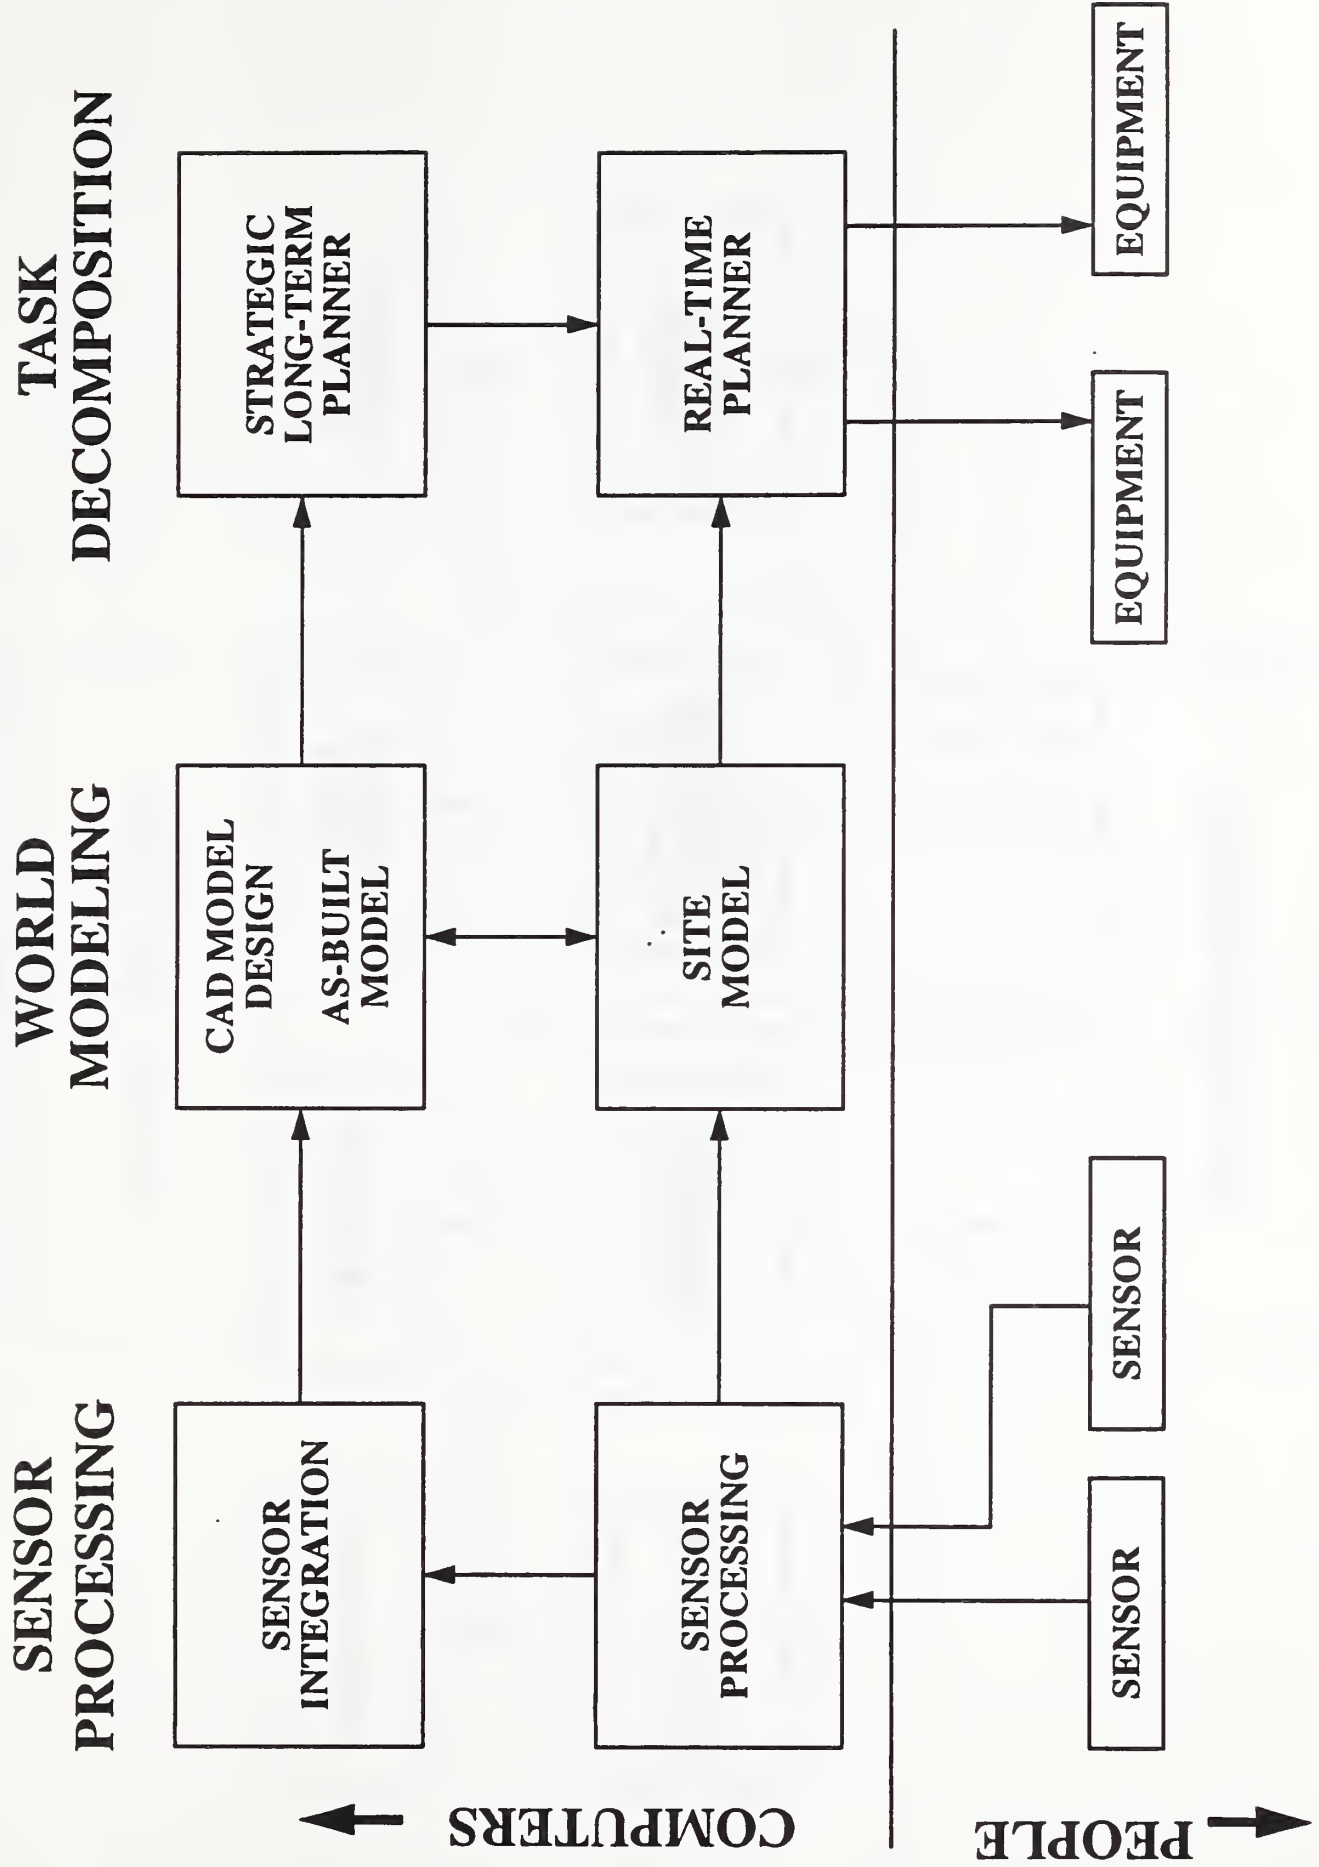 SENSOR
PROCESSING
WORLD
MODELING
TASK
DECOMPOSITION
SENSOR
INTEGRATION
CAD MODEL
DESIGN
AS-BUILT
MODEL
STRATEGIC
LONG-TERM
PLANNER
SENSOR
PROCESSING
SITE
MODEL
REAL-TIME
PLANNER
COMPUTERS
PEOPLE
SENSOR
SENSOR
EQUIPMENT
EQUIPMENT